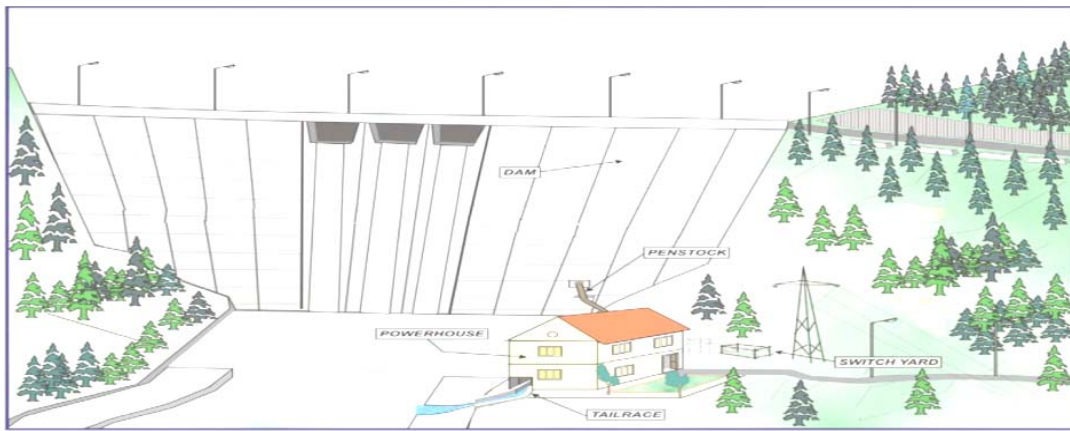 DAM
PENSTOCK
POWERHOUSE
SWITCH YARD
TAILRACE